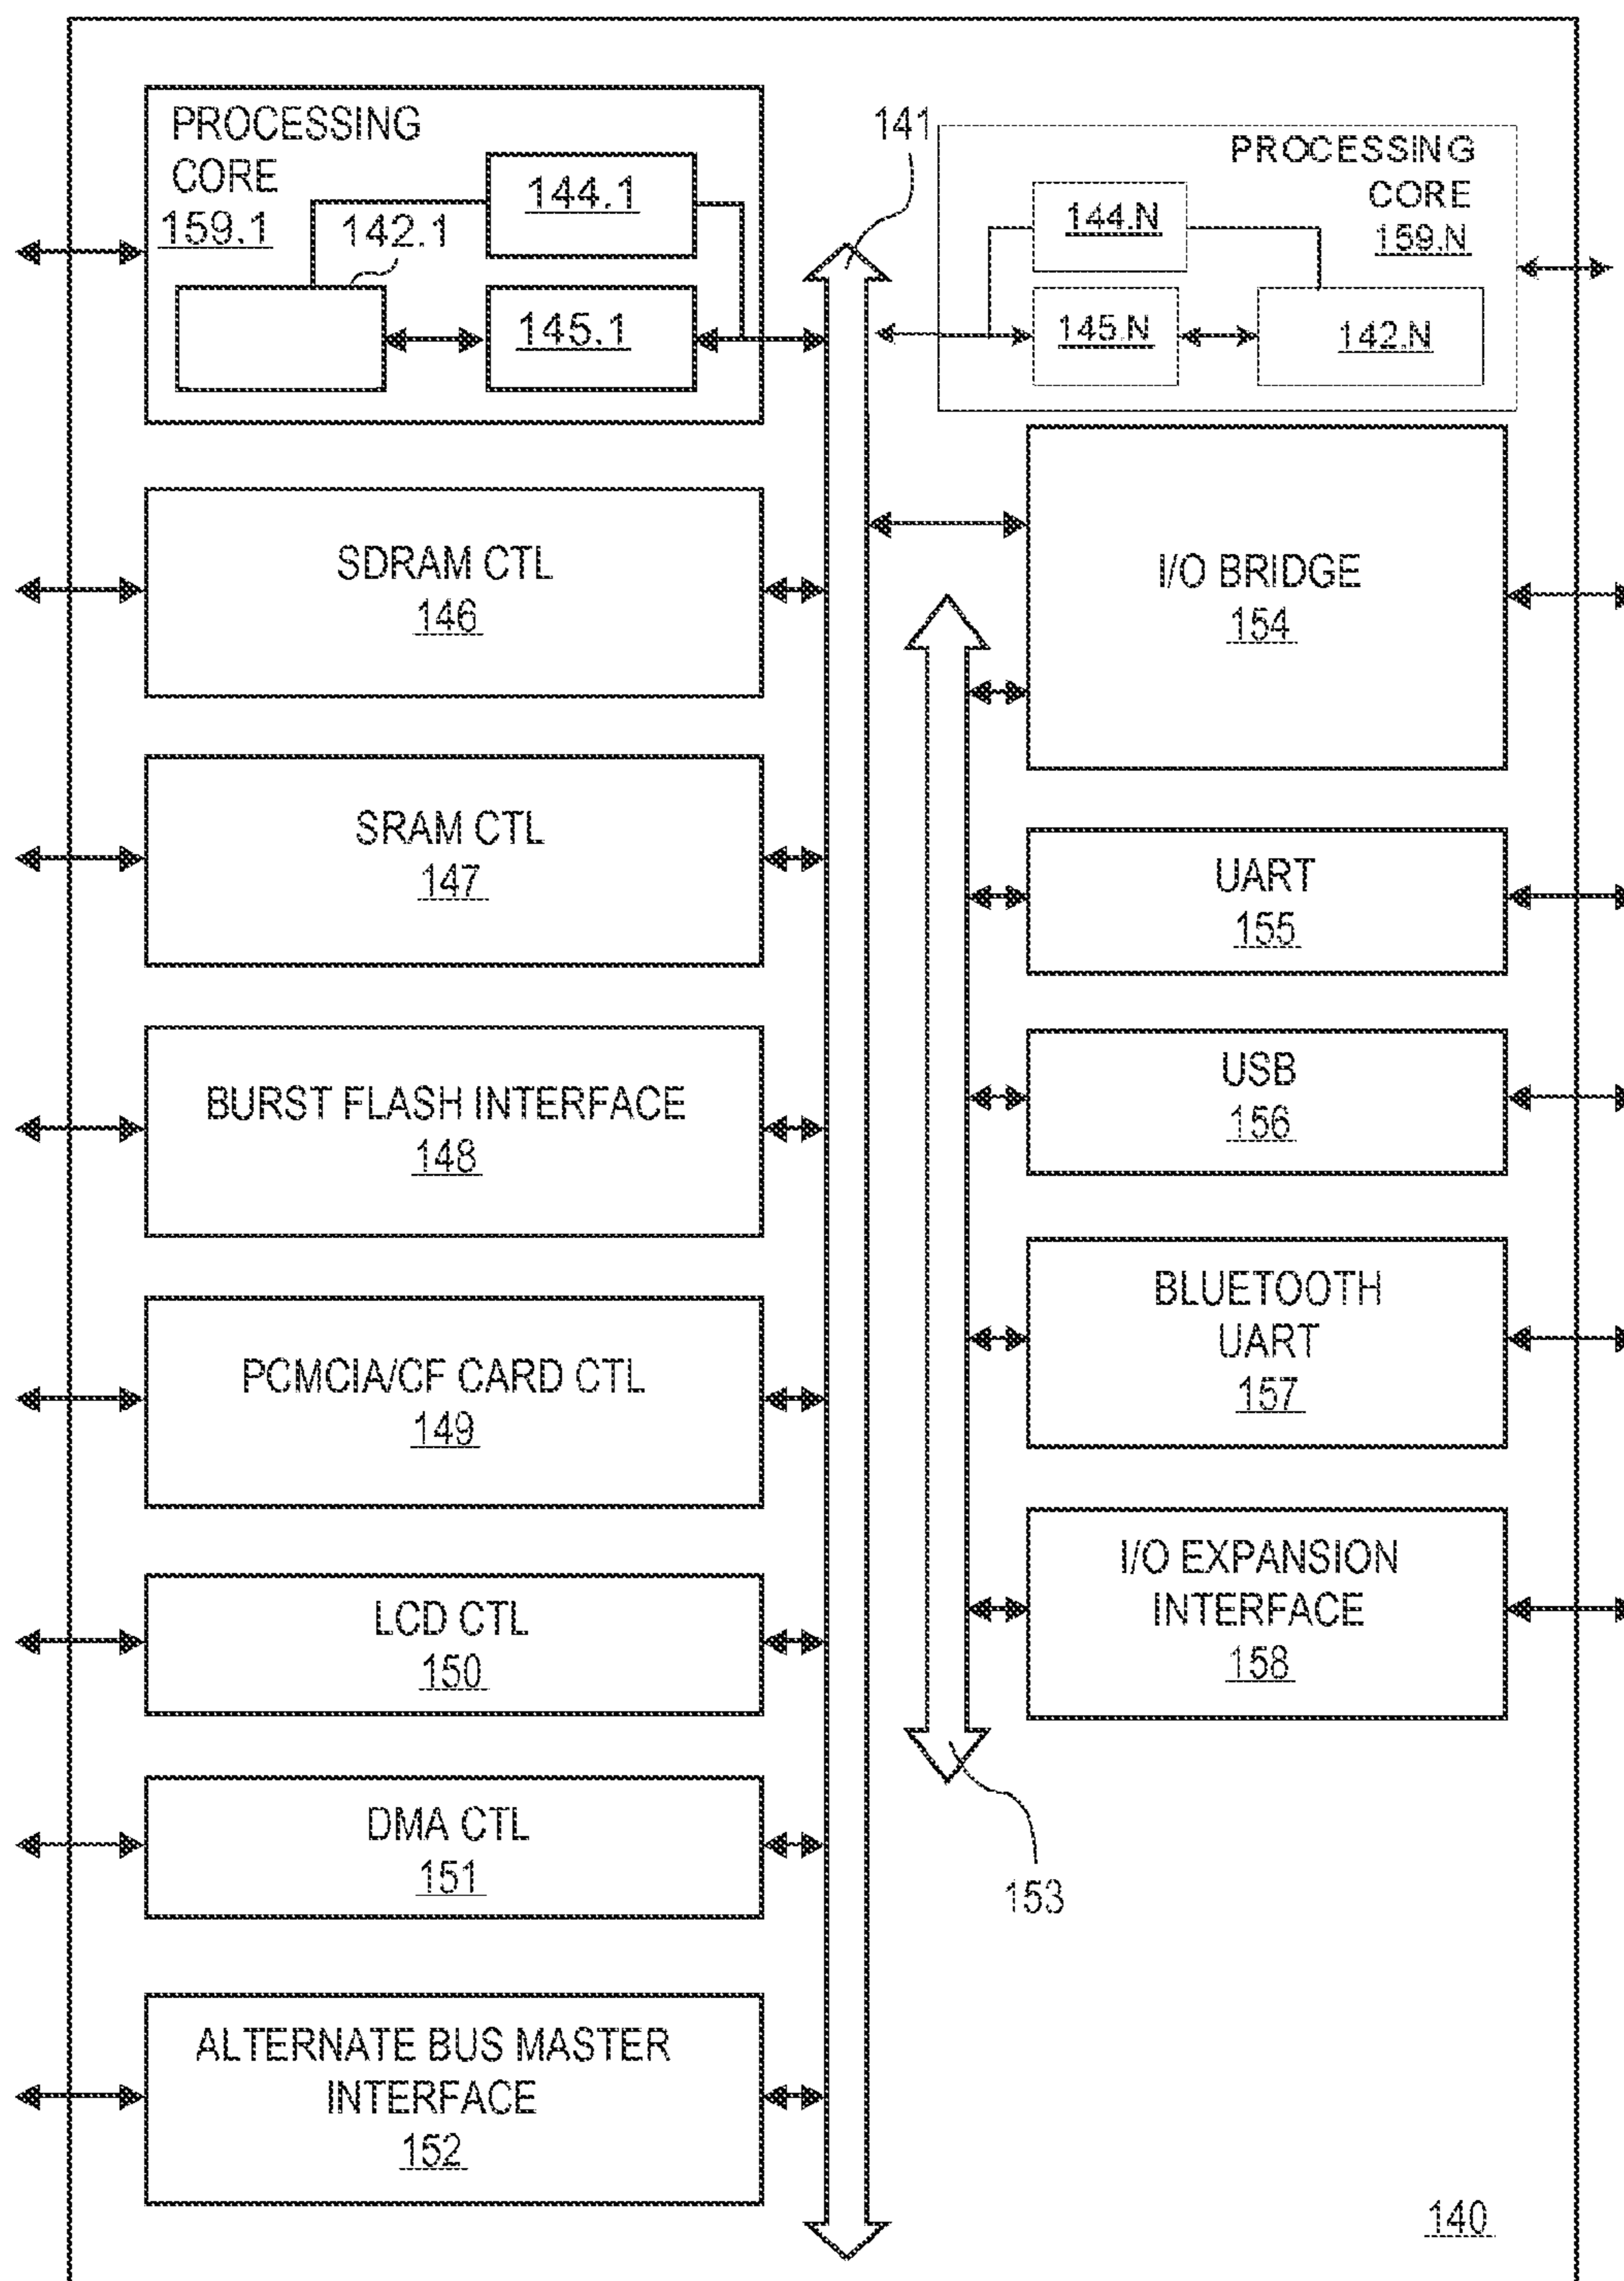 PROCESSING
CORE
159.1
142.1
144.1
145.1
141
PROCESSING
CORE
159.N
144.N
145.N
142.N
SDRAM CTL
146
SRAM CTL
147
BURST FLASH INTERFACE
148
PCMCIA/CF CARD CTL
149
LCD CTL
150
DMA CTL
151
ALTERNATE BUS MASTER
INTERFACE
152
I/O BRIDGE
154
UART
155
USB
156
BLUETOOTH
UART
157
I/O EXPANSION
INTERFACE
158
153
140